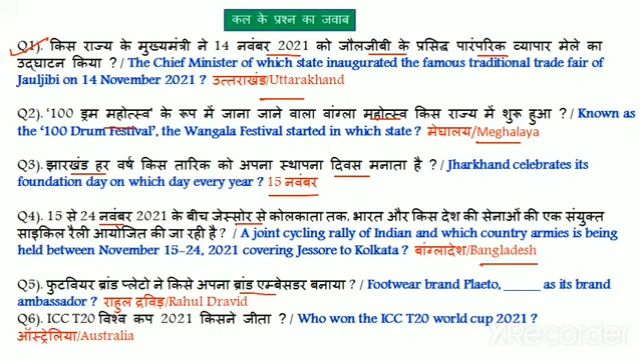 कल के प्रश्न का जवाब
Q1). किस राज्य के मुख्यमंत्री ने 14 नवंबर 2021 को जौलजीबी के प्रसिद्ध पारंपरिक व्यापार मेले का
उद्घाटन किया ? / The Chief Minister of which state inaugurated the famous traditional trade fair of
Jauljibi on 14 November 2021 ? उत्तराखंड/Uttarakhand
Q2). ‘100 ड्रम महोत्स्व’ के रूप में जाना जाने वाला वांग्ला महोत्स्व किस राज्य में शुरू हुआ ? / Known as
the ‘100 Drum Festival’, the Wangala Festival started in which state ? मेघालय/Meghalaya
Q3). झारखंड हर वर्ष किस तारिक को अपना स्थापना दिवस मनाता है ? / Jharkhand celebrates its
foundation day on which day every year ? 15 नवंबर
Q4). 15 से 24 नवंबर 2021 के बीच जेस्सोर से कोलकाता तक, भारत और किस देश की सेनाओं की एक संयुक्त
साइकिल रैली आयोजित की जा रही है ? / A joint cycling rally of Indian and which country armies is being
held between November 15-24, 2021 covering Jessore to Kolkata ? बांग्लादेश/Bangladesh
Q5). फुटवियर ब्रांड प्लेटो ने किसे अपना ब्रांड एम्बेसडर बनाया ? / Footwear brand Plaeto, ______ as its brand
ambassador ? राहुल द्रविड़/Rahul Dravid
Q6). ICC T20 विश्व कप 2021 किसने जीता ? / Who won the ICC T20 world cup 2021 ?
ऑस्ट्रेलिया/Australia
XRECORDER